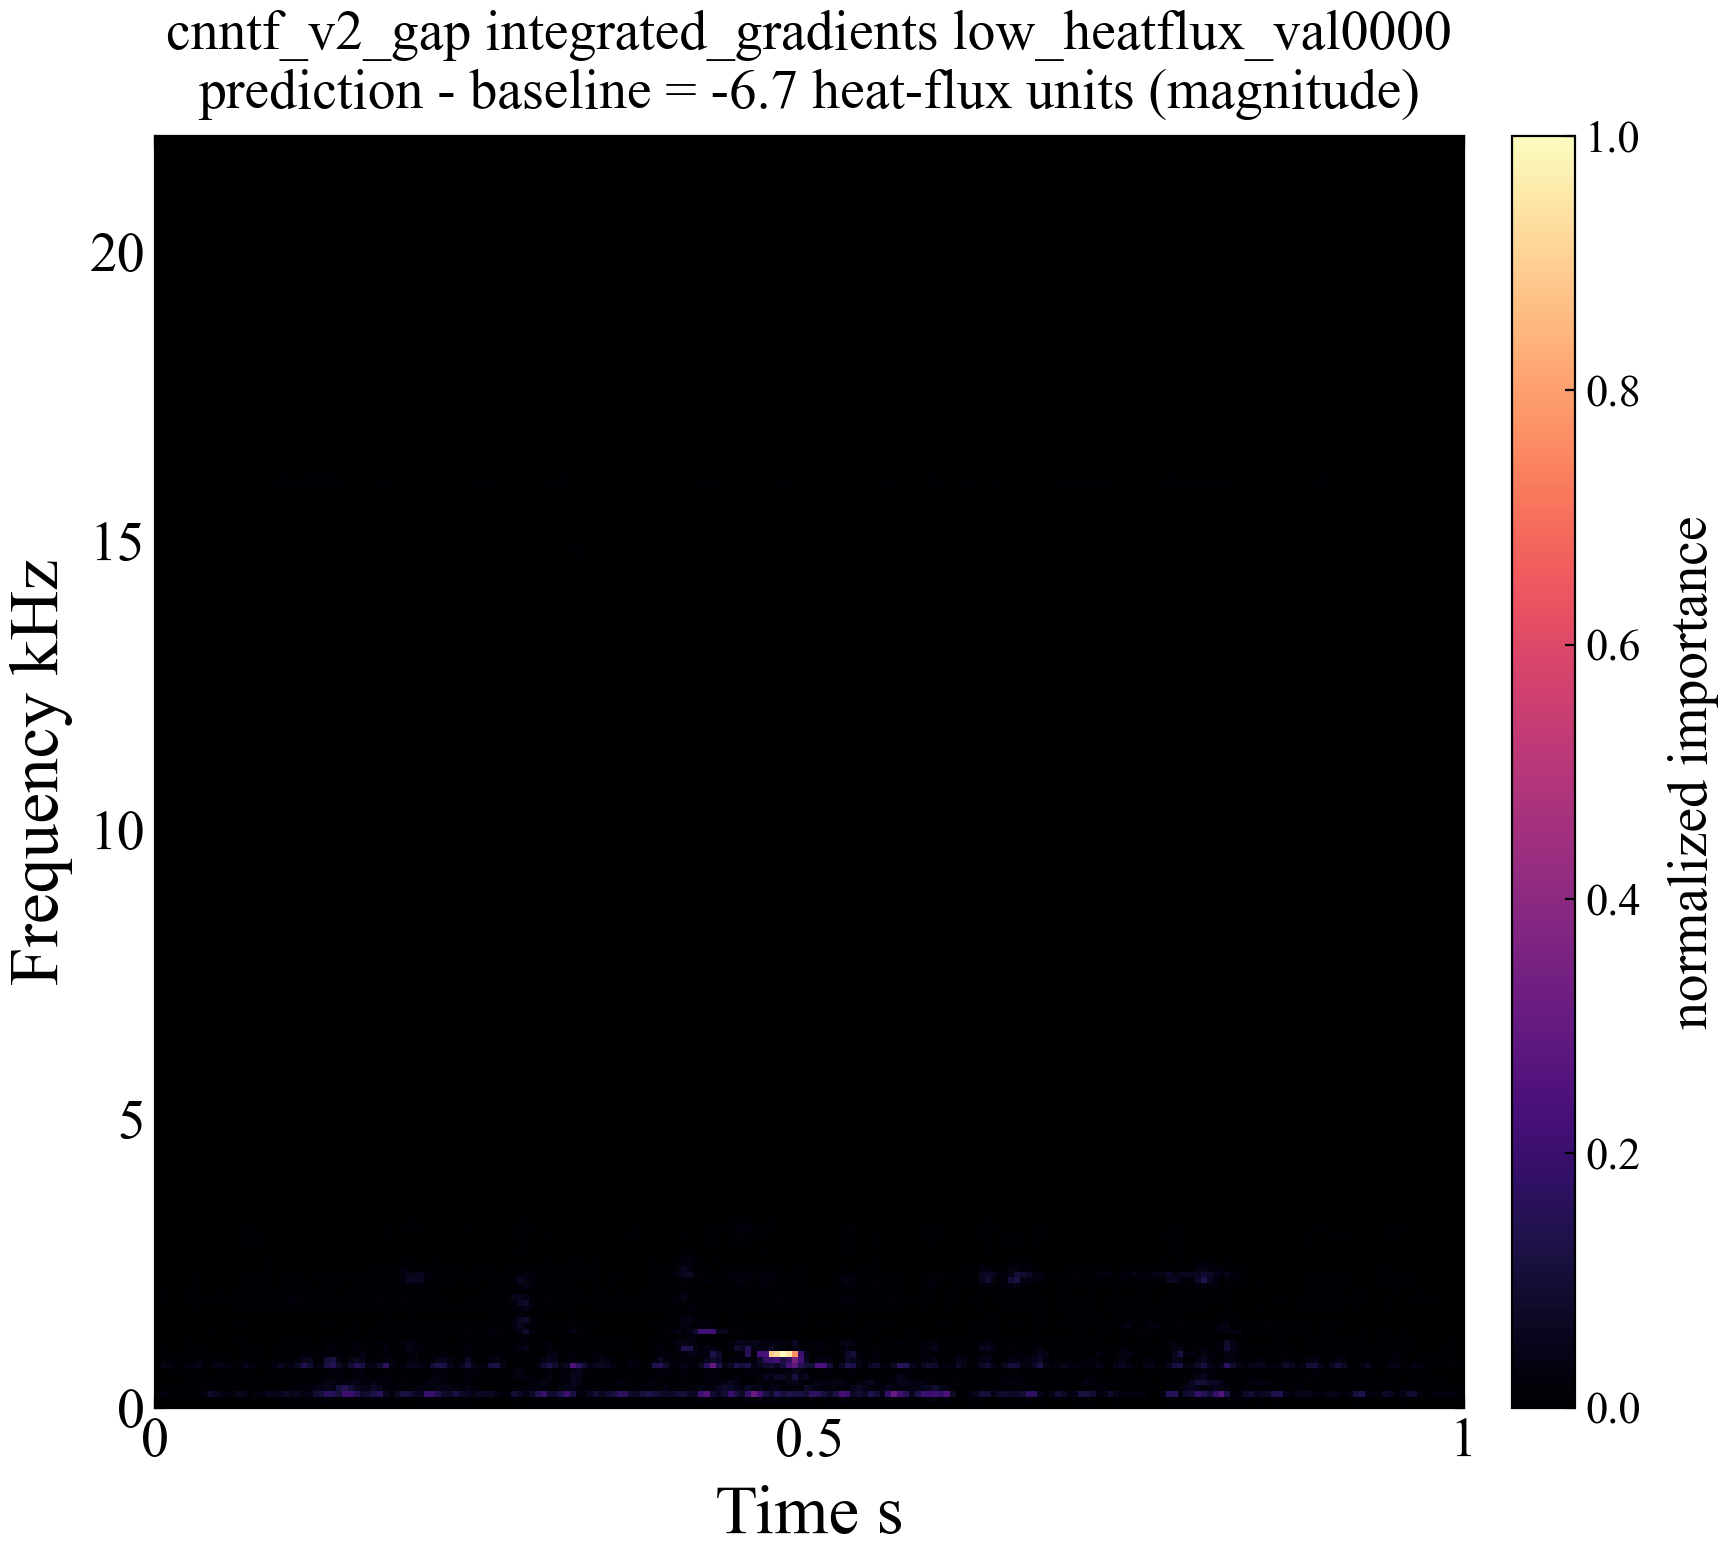 cnntf_v2_gap integrated_gradients low_heatflux_val0000
prediction - baseline = -6.7 heat-flux units (magnitude)
Frequency kHz
20
15
10
5
0
0
0.5
1
Time s
1.0
0.8
0.6
0.4
0.2
0.0
normalized importance